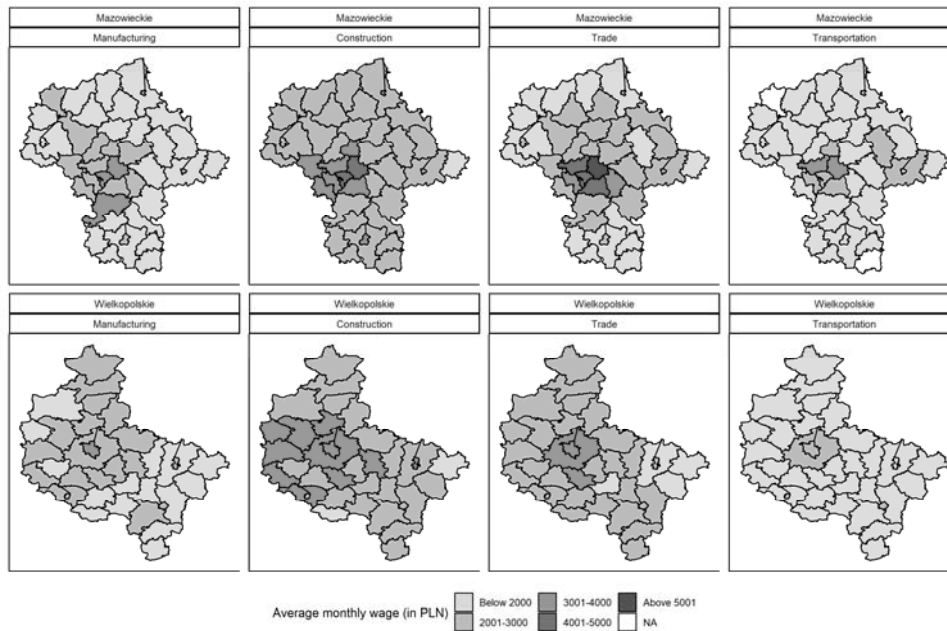 Mazowieckie
Manufacturing
Mazowieckie
Construction
Mazowieckie
Trade
Mazowieckie
Transportation
Wielkopolskie
Manufacturing
Wielkopolskie
Construction
Wielkopolskie
Trade
Wielkopolskie
Transportation
Average monthly wage (in PLN)
Below 2000
2001-3000
3001-4000
4001-5000
Above 5001
NA